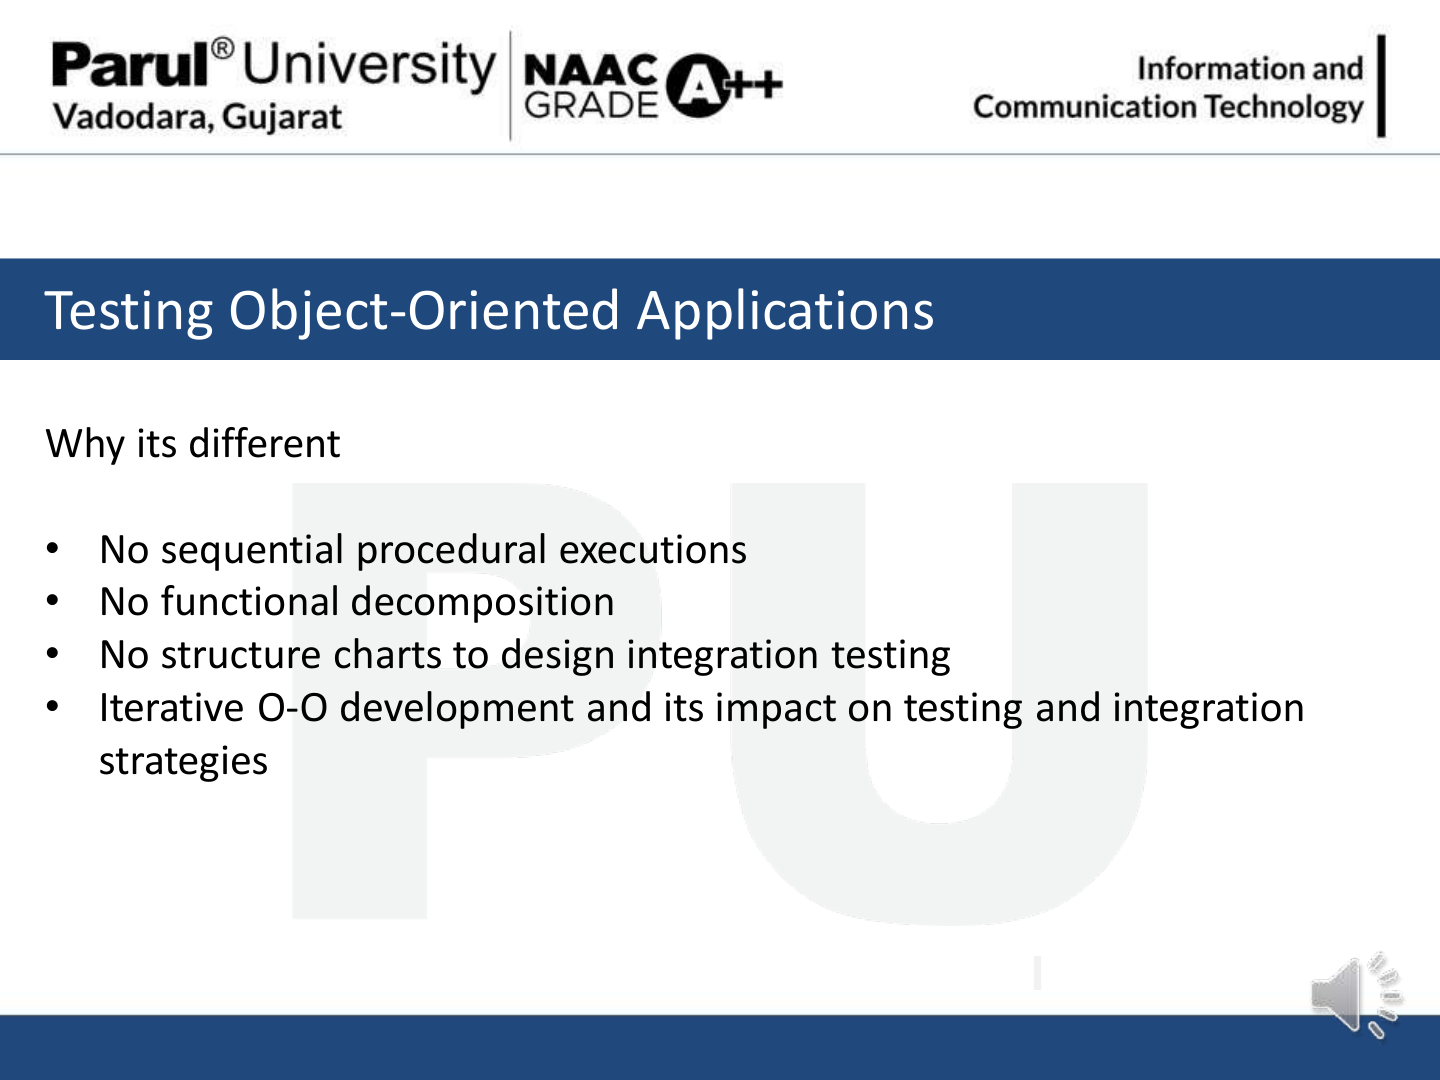 Parul® University
Vadodara, Gujarat
NAAC
GRADE A++
Information and
Communication Technology
Testing Object-Oriented Applications
Why its different
• No sequential procedural executions
• No functional decomposition
• No structure charts to design integration testing
• Iterative O-O development and its impact on testing and integration
strategies
PU